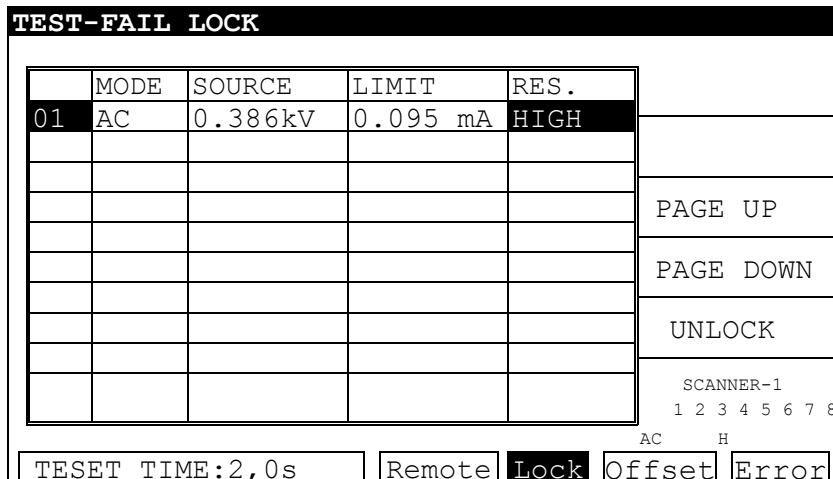 TEST-FAIL LOCK
MODE SOURCE LIMIT RES.
01 AC 0.386kV 0.095 mA HIGH
PAGE UP
PAGE DOWN
UNLOCK
SCANNER-1
1 2 3 4 5 6 7 8
AC H
TESET TIME:2,0s Remote Lock Offset Error